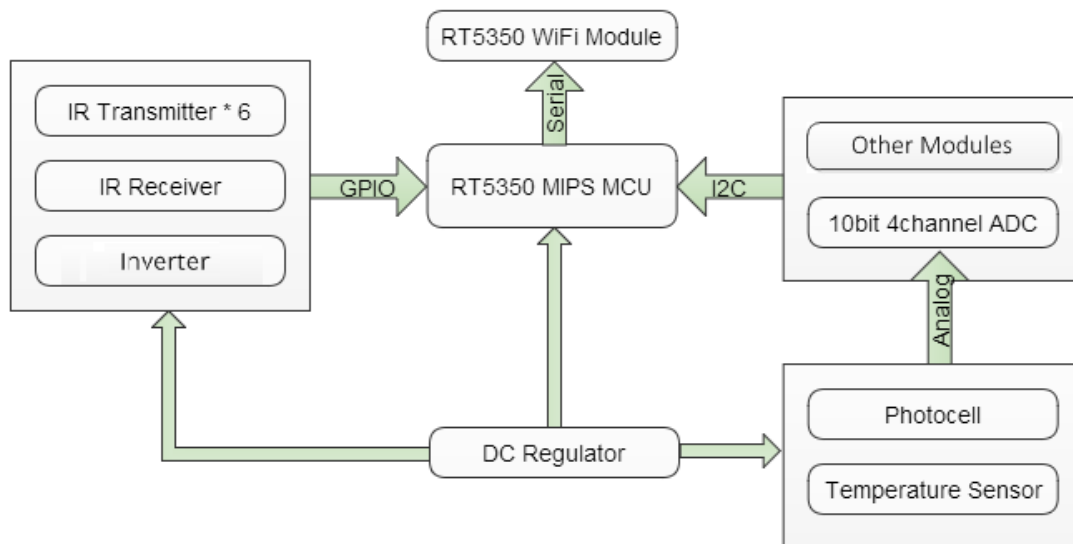 RT5350 WiFi Module
IR Transmitter * 6
IR Receiver
Inverter
GPIO
Serial
RT5350 MIPS MCU
I2C
Other Modules
10bit 4channel ADC
Analog
DC Regulator
Photocell
Temperature Sensor